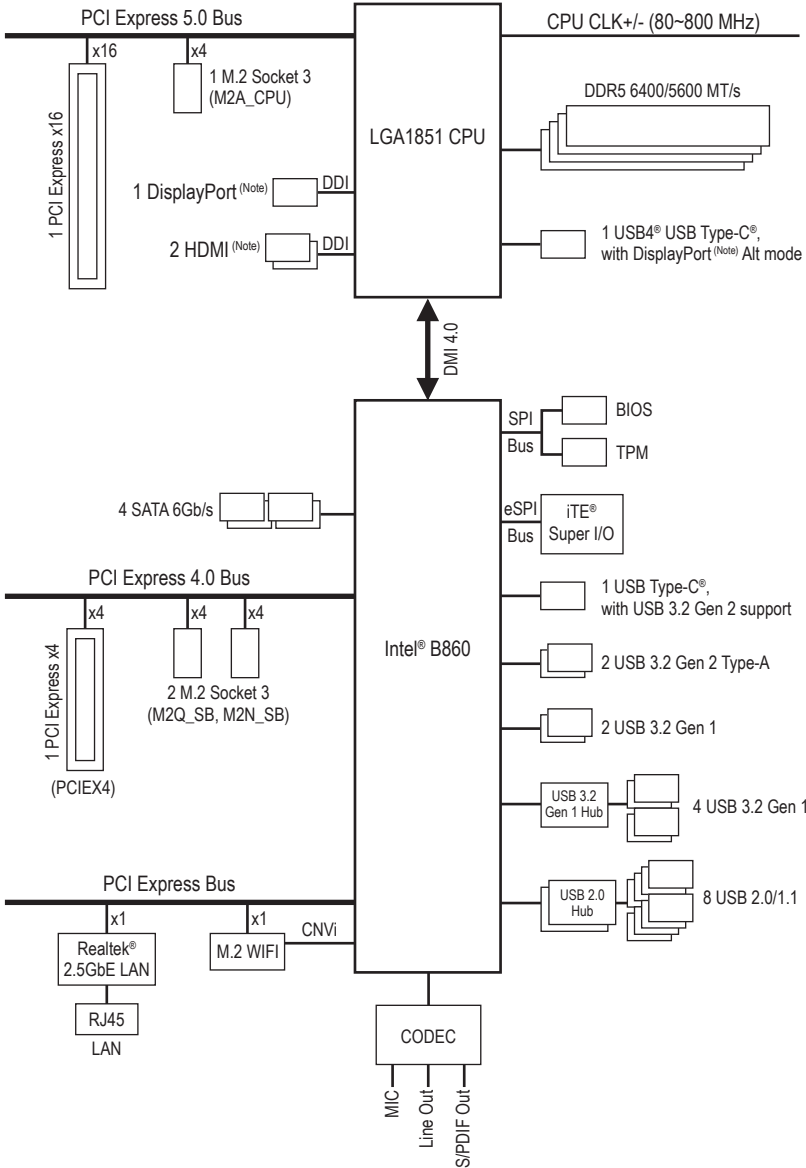 PCI Express 5.0 Bus
CPU CLK+/- (80~800 MHz)
x16
x4
1 M.2 Socket 3
(M2A_CPU)
1 PCI Express x16
LGA1851 CPU
DDR5 6400/5600 MT/s
1 DisplayPort (Note)
DDI
2 HDMI (Note)
DDI
1 USB4® USB Type-C®,
with DisplayPort (Note) Alt mode
DMI 4.0
SPI
Bus
BIOS
TPM
4 SATA 6Gb/s
eSPI
Bus
iTE®
Super I/O
PCI Express 4.0 Bus
x4
x4
x4
1 PCI Express x4
(PCIEX4)
2 M.2 Socket 3
(M2Q_SB, M2N_SB)
Intel® B860
1 USB Type-C®,
with USB 3.2 Gen 2 support
2 USB 3.2 Gen 2 Type-A
2 USB 3.2 Gen 1
USB 3.2
Gen 1 Hub
4 USB 3.2 Gen 1
USB 2.0
Hub
8 USB 2.0/1.1
PCI Express Bus
x1
x1
CNVi
Realtek®
2.5GbE LAN
M.2 WIFI
RJ45
LAN
CODEC
MIC
Line Out
S/PDIF Out